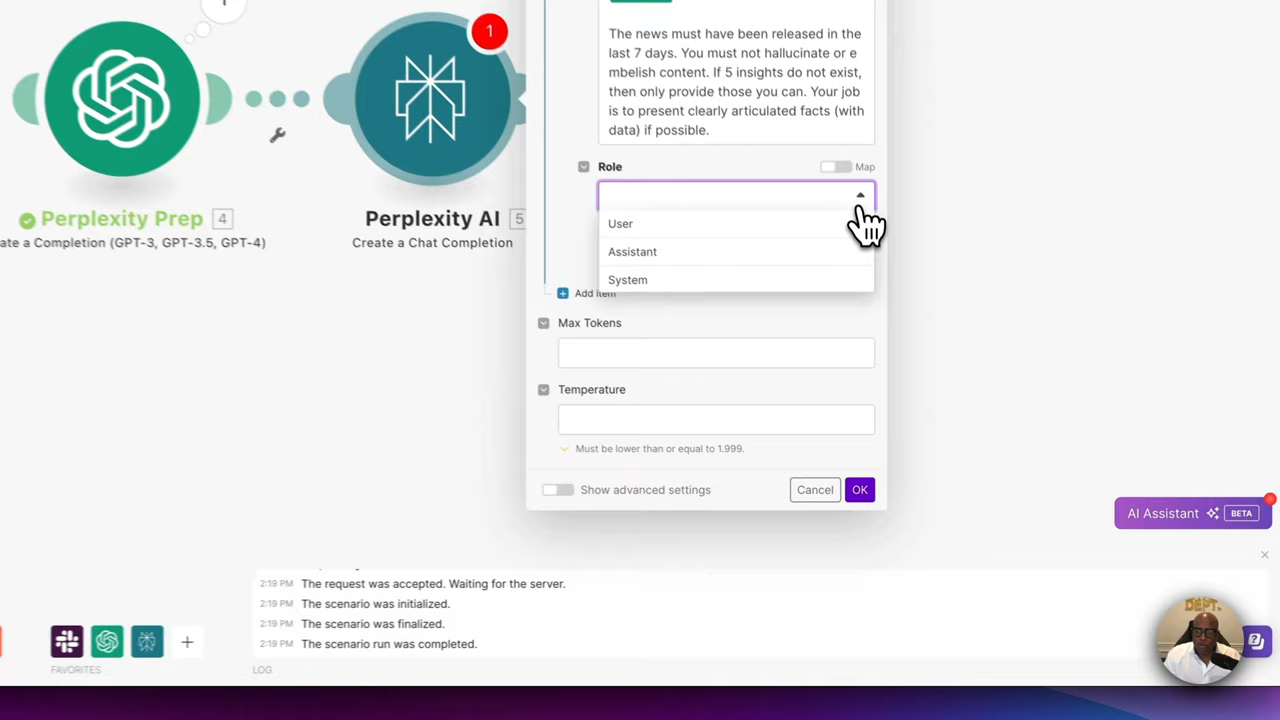 The news must have been released in the
last 7 days. You must not hallucinate or e
mbelish content. If 5 insights do not exist,
then only provide those you can. Your job
is to present clearly articulated facts (with
data) if possible.
1
Role
Map
User
Assistant
System
Add item
Perplexity Prep 4
ate a Completion (GPT-3, GPT-3.5, GPT-4)
Perplexity AI 5
Create a Chat Completion
Max Tokens
Temperature
Must be lower than or equal to 1.999.
Show advanced settings
Cancel
OK
AI Assistant BETA
2:19 PM The request was accepted. Waiting for the server.
2:19 PM The scenario was initialized.
2:19 PM The scenario was finalized.
2:19 PM The scenario run was completed.
FAVORITES
LOG
DEPT.